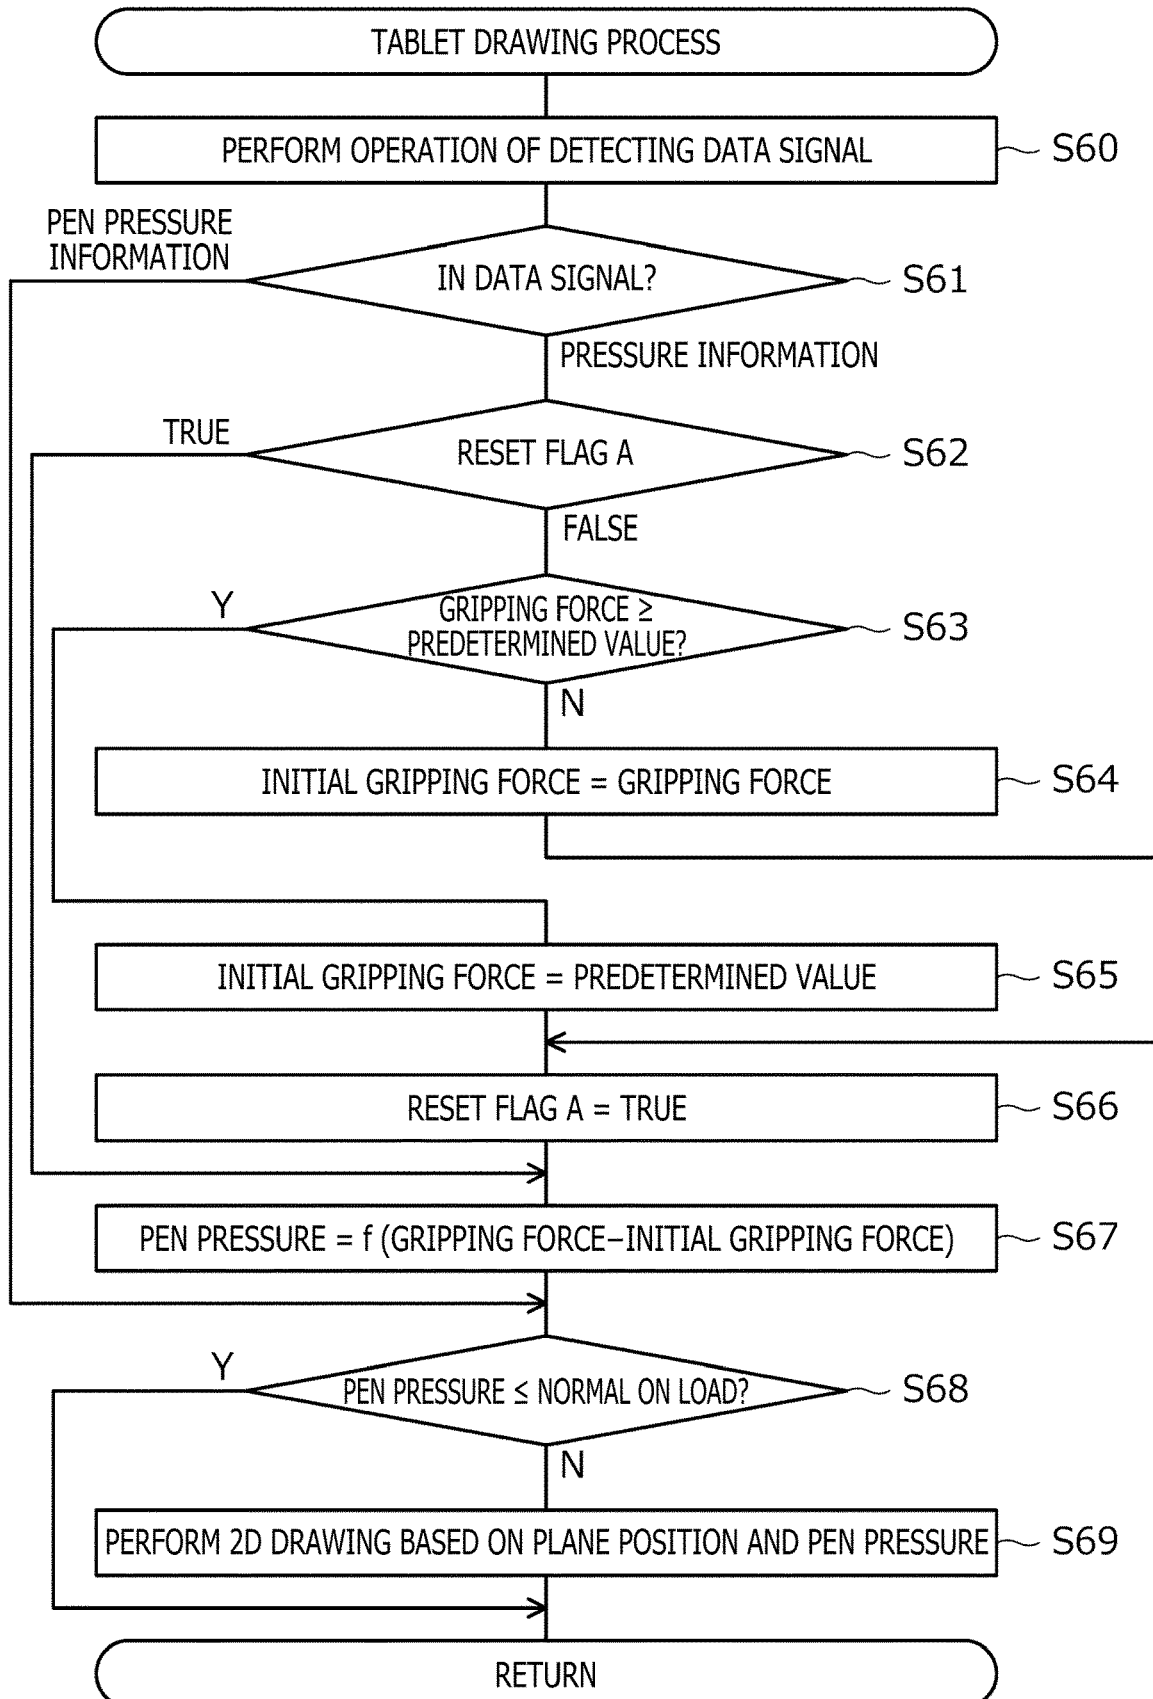 TABLET DRAWING PROCESS
PERFORM OPERATION OF DETECTING DATA SIGNAL
S60
PEN PRESSURE
INFORMATION
IN DATA SIGNAL?
S61
PRESSURE INFORMATION
TRUE
RESET FLAG A
S62
FALSE
Y
GRIPPING FORCE ≥
PREDETERMINED VALUE?
S63
N
INITIAL GRIPPING FORCE = GRIPPING FORCE
S64
INITIAL GRIPPING FORCE = PREDETERMINED VALUE
S65
RESET FLAG A = TRUE
S66
PEN PRESSURE = f (GRIPPING FORCE–INITIAL GRIPPING FORCE)
S67
Y
PEN PRESSURE ≤ NORMAL ON LOAD?
S68
N
PERFORM 2D DRAWING BASED ON PLANE POSITION AND PEN PRESSURE
S69
RETURN